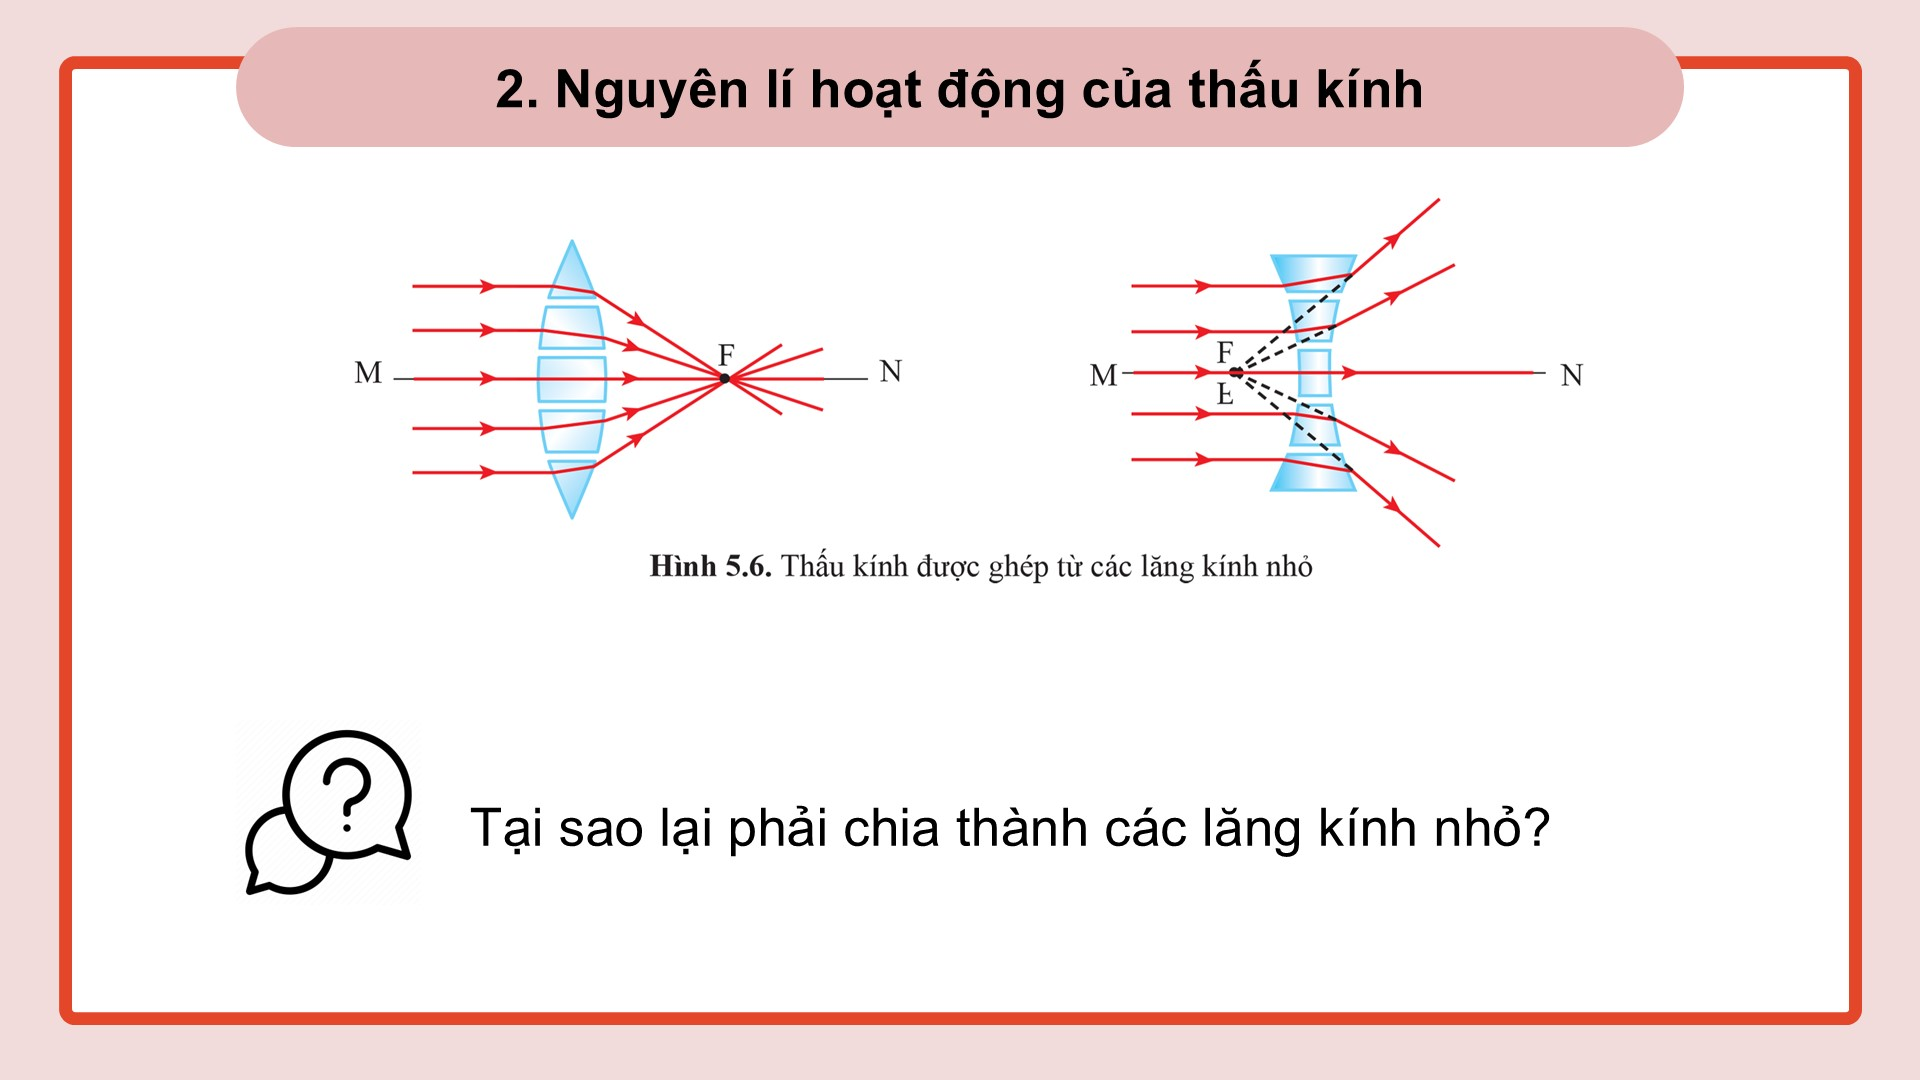 2. Nguyên lí hoạt động của thấu kính
M
F
N
M
F
E
N
Hình 5.6. Thấu kính được ghép từ các lăng kính nhỏ
?
Tại sao lại phải chia thành các lăng kính nhỏ?